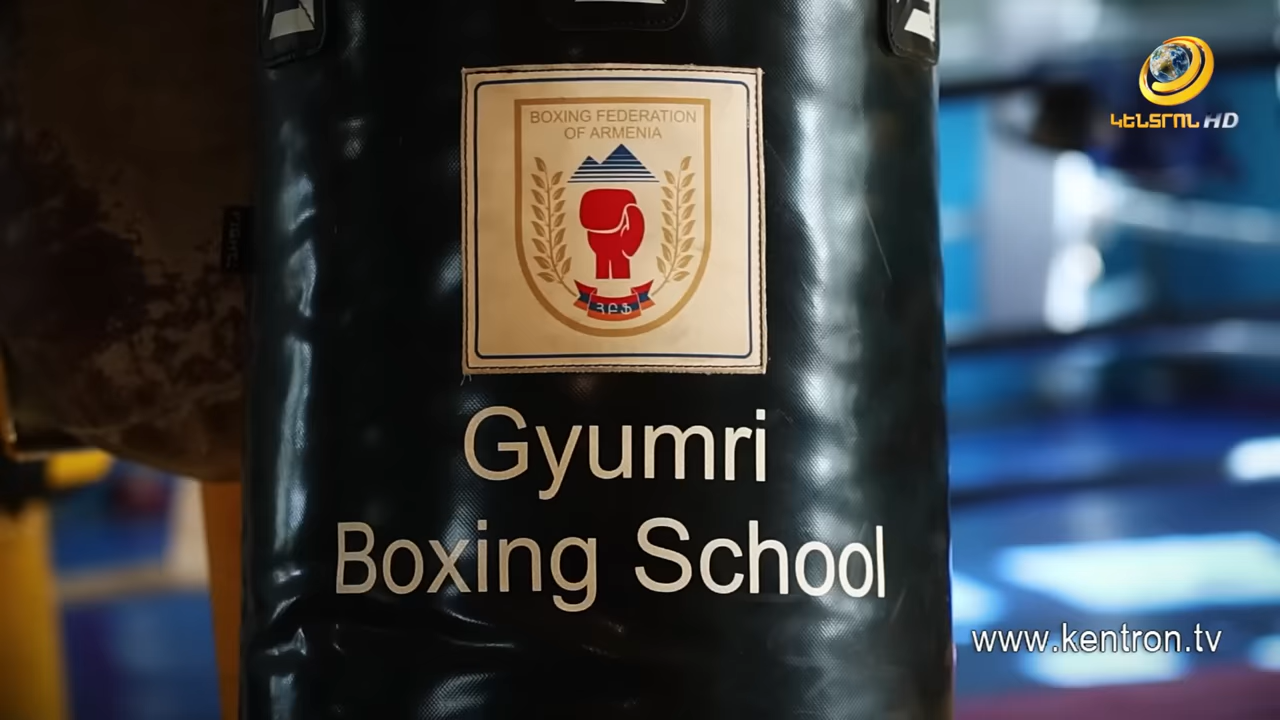 ԿԵՆՏՐՈՆ HD
BOXING FEDERATION
OF ARMENIA
ՀԲՖ
Gyumri
Boxing School
www.kentron.tv